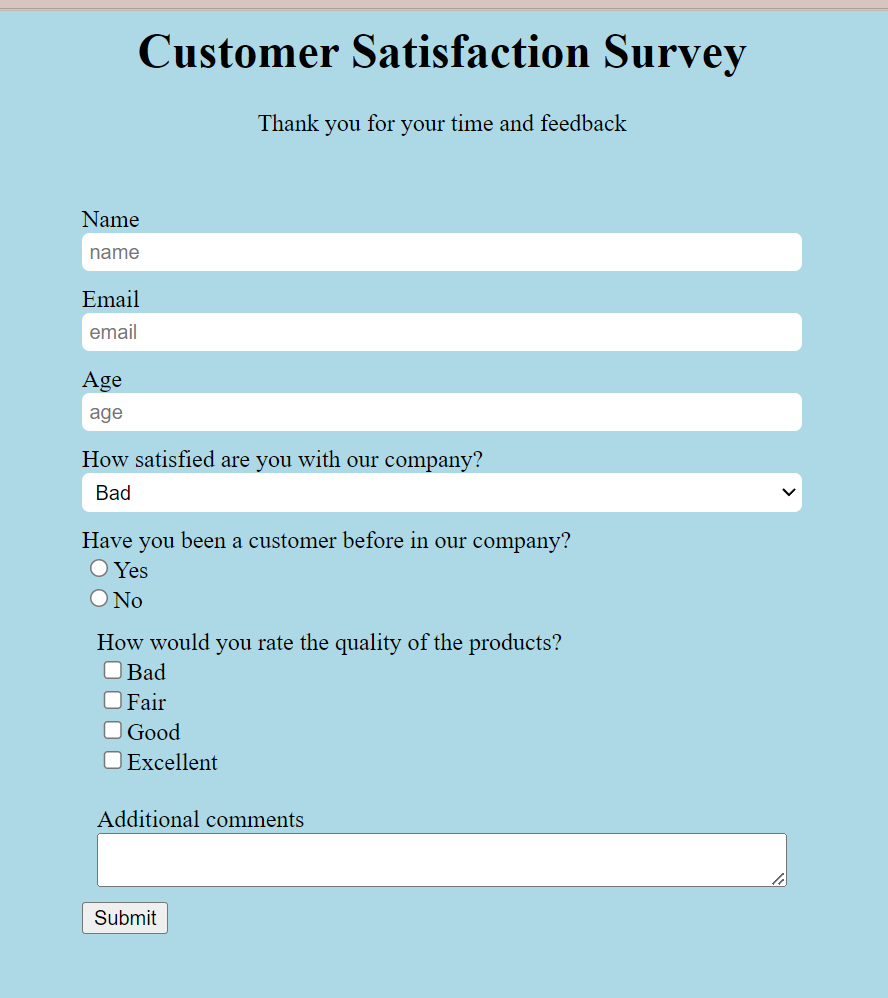 Customer Satisfaction Survey
Thank you for your time and feedback
Name
name
Email
email
Age
age
How satisfied are you with our company?
Bad
Have you been a customer before in our company?
Yes
No
How would you rate the quality of the products?
Bad
Fair
Good
Excellent
Additional comments
Submit